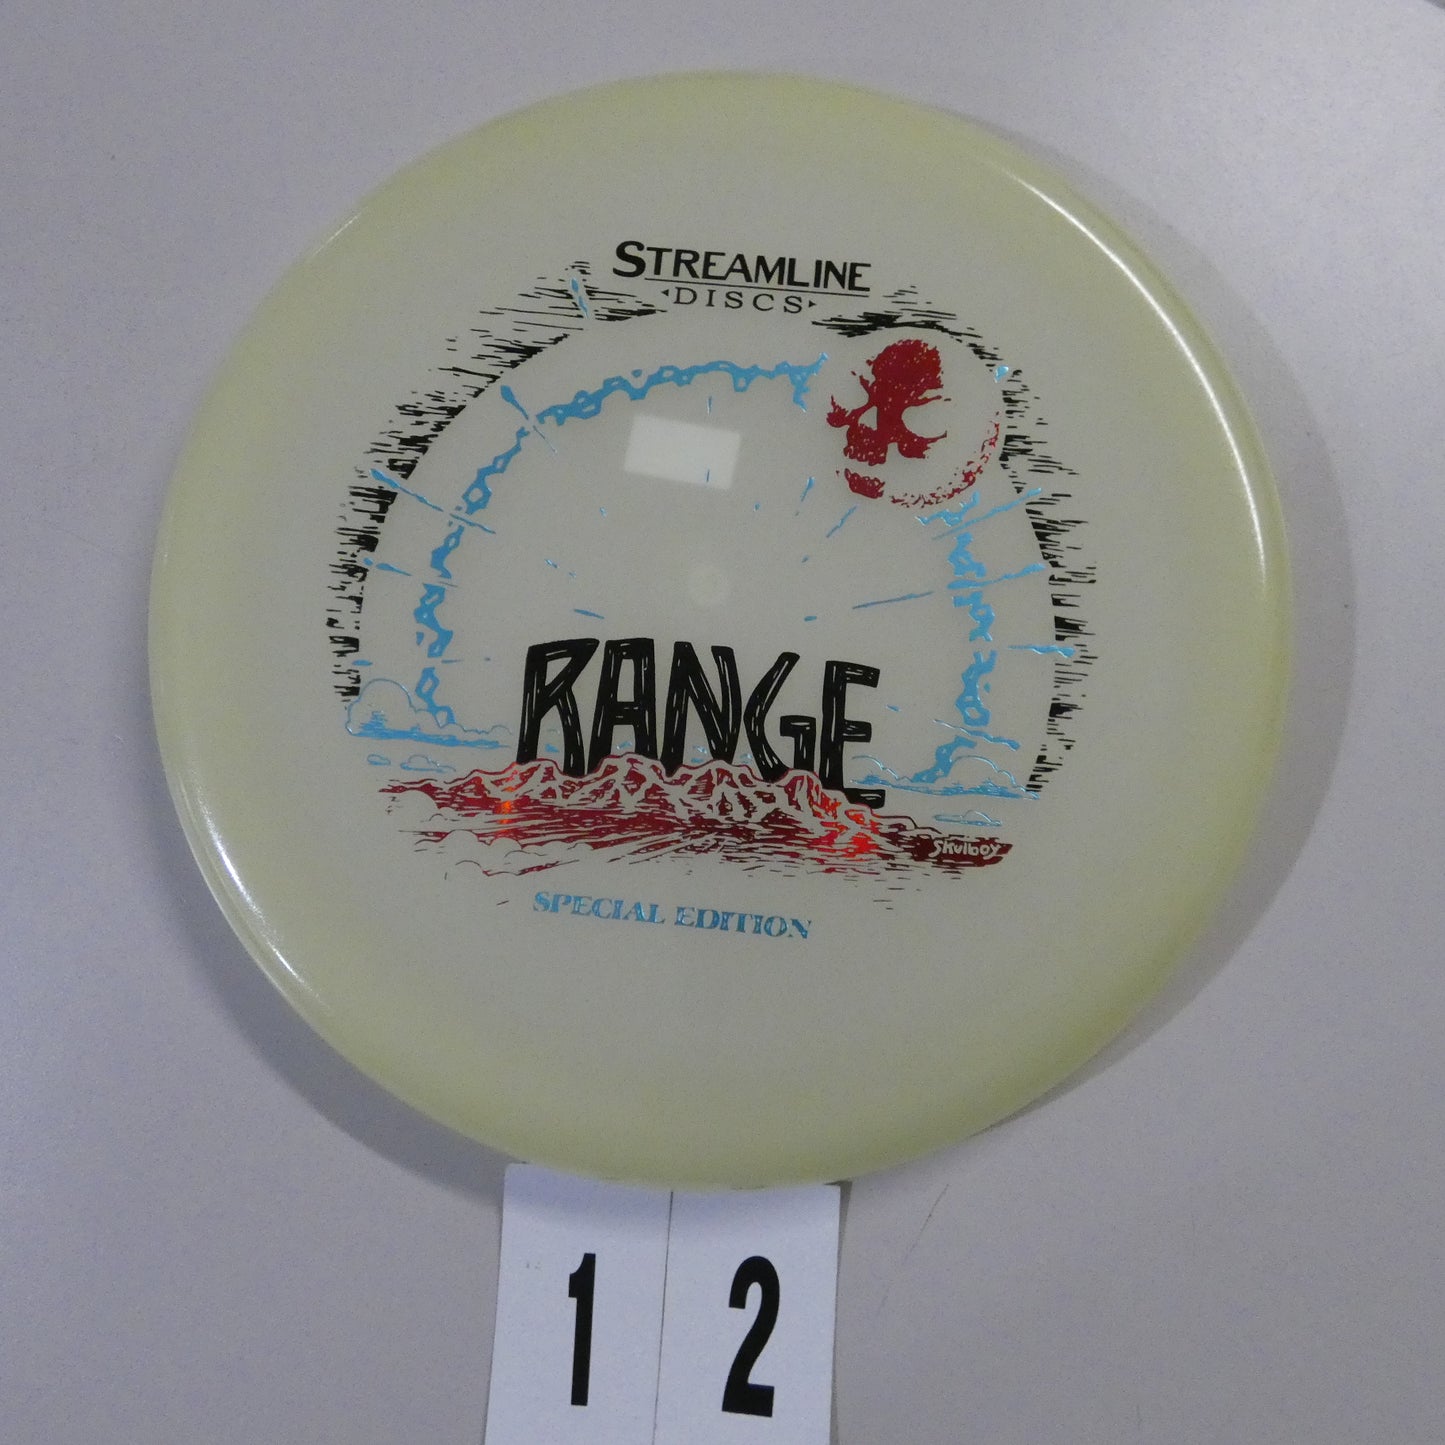 STREAMLINE
DISCS
RANGE
Skulboy
SPECIAL EDITION
1 2